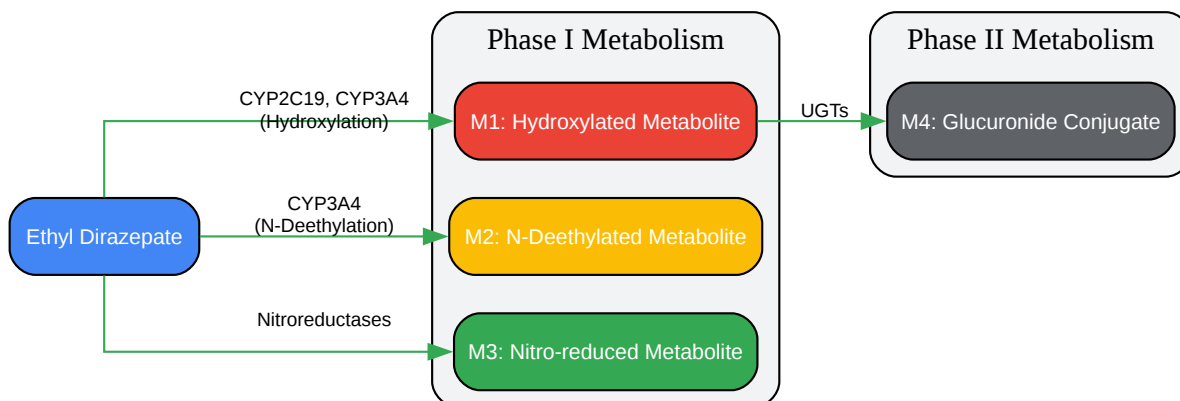 Phase I Metabolism
Phase II Metabolism
CYP2C19, CYP3A4
(Hydroxylation)
M1: Hydroxylated Metabolite
UGTs
M4: Glucuronide Conjugate
Ethyl Dirazepate
CYP3A4
(N-Deethylation)
M2: N-Deethylated Metabolite
Nitroreductases
M3: Nitro-reduced Metabolite